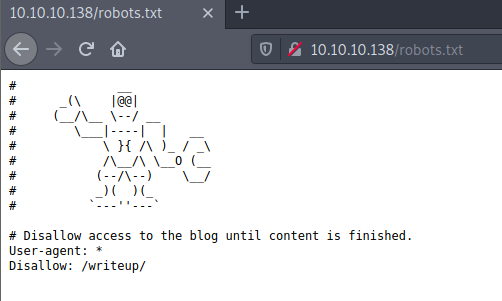 10.10.10.138/robots.txt
10.10.10.138/robots.txt
#              __
#      _(\    |@@|
#     (__/\__ \--/ __
#        \___|----|  |   __
#            \ }{ /\ )_ / _\
#            /\__/\ \__O (__
#           (--/\--)    \__/
#           _)(  )(_
#          `---''---`
# Disallow access to the blog until content is finished.
User-agent: *
Disallow: /writeup/